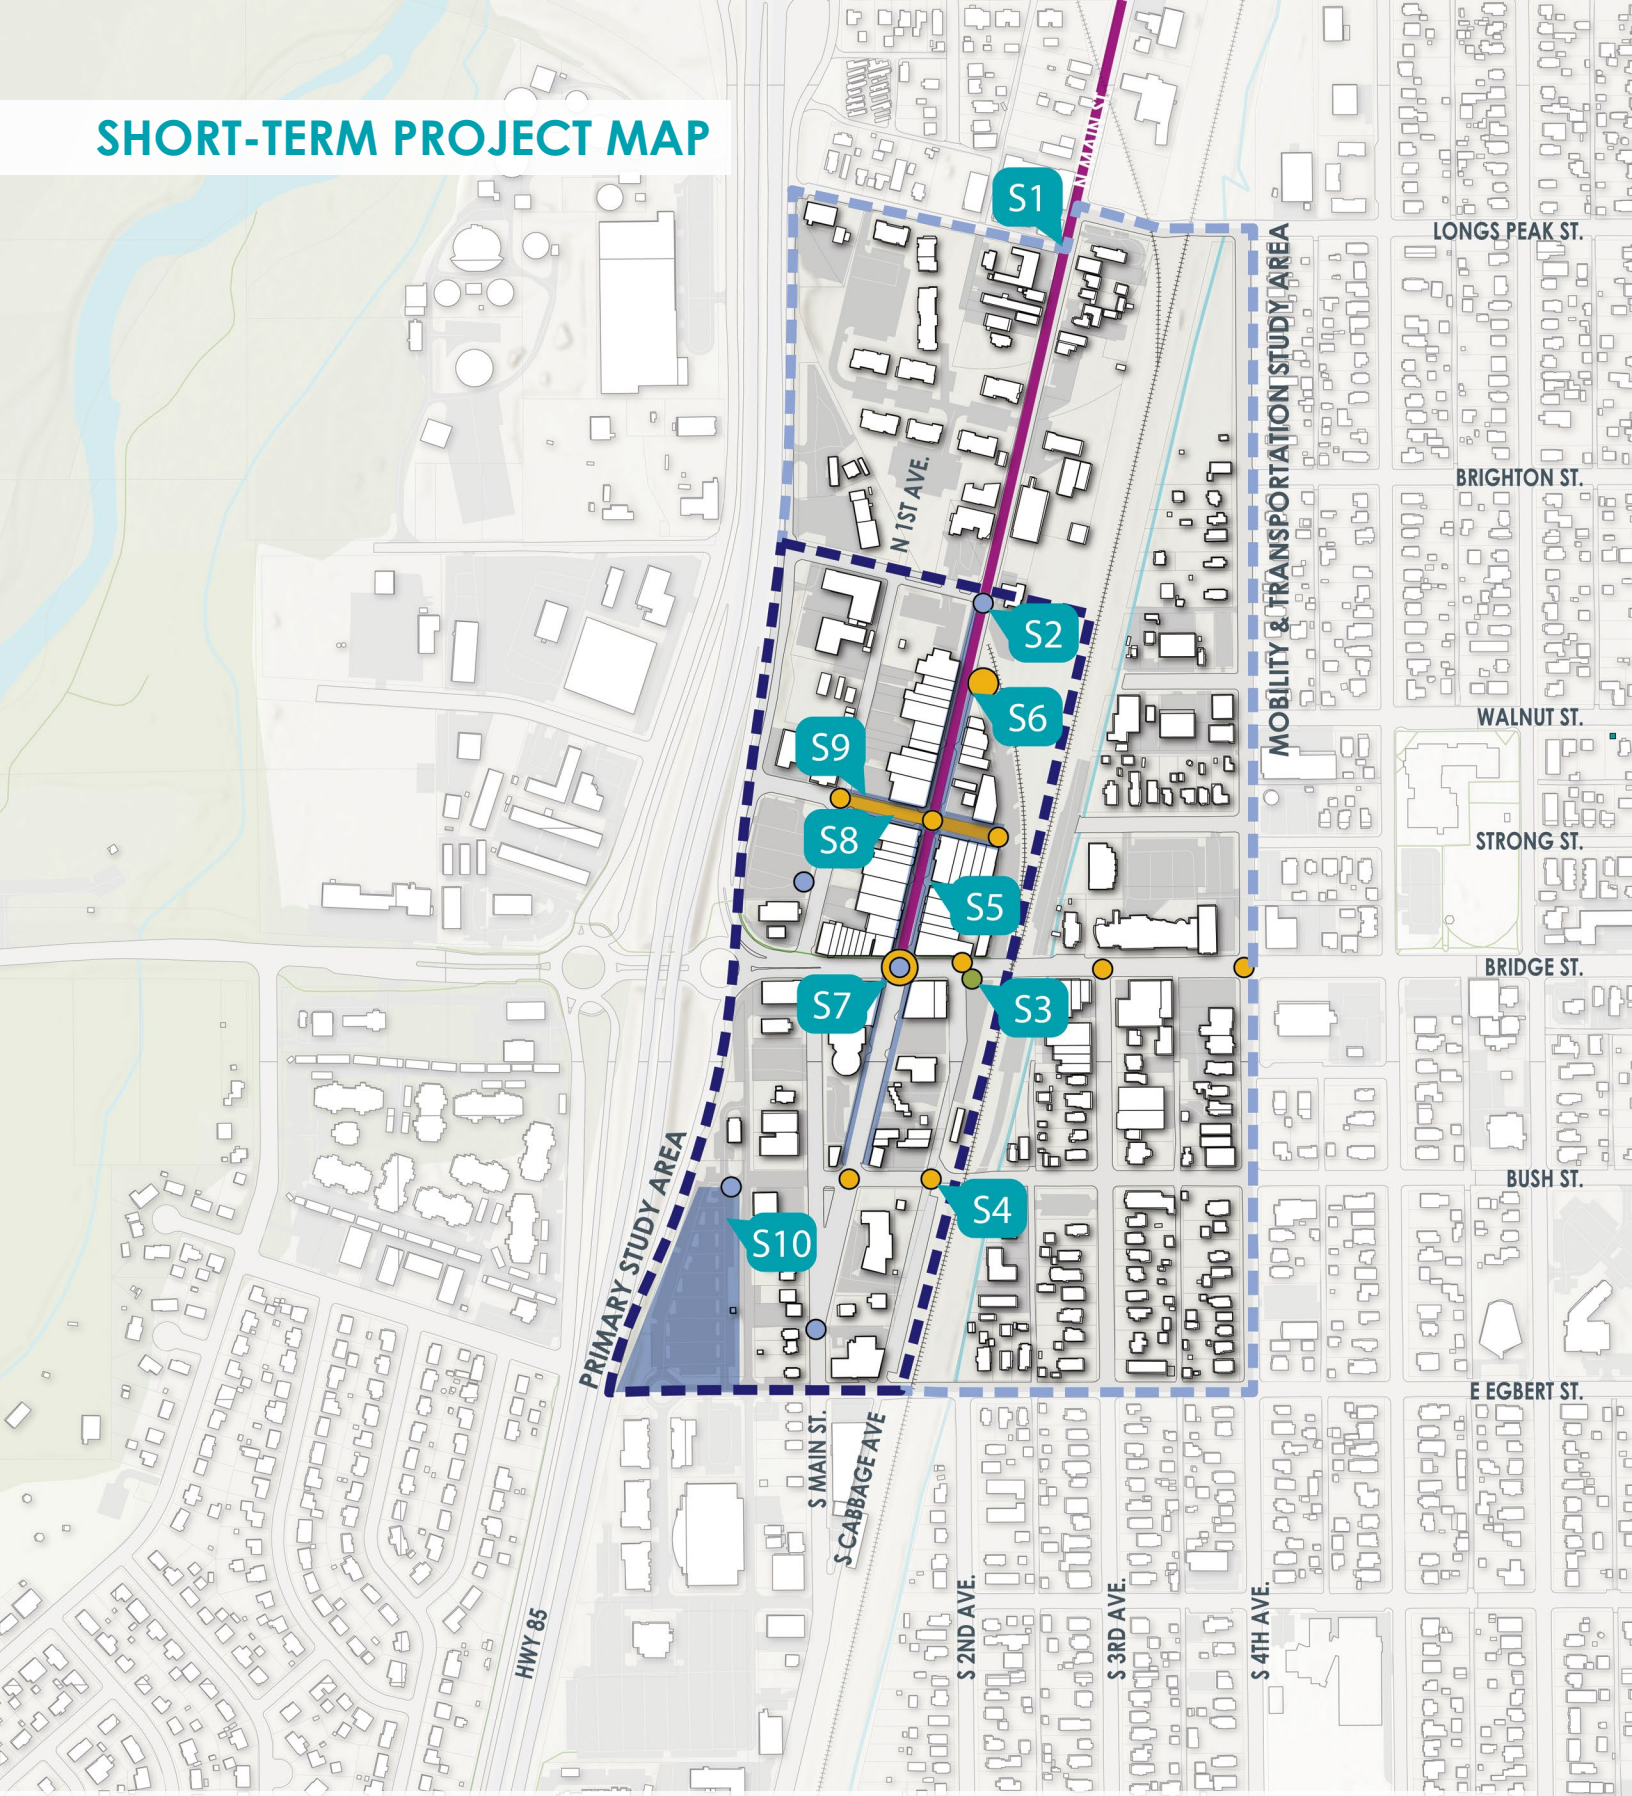 SHORT-TERM PROJECT MAP
N MAIN ST.
S1
LONGS PEAK ST.
MOBILITY & TRANSPORTATION STUDY AREA
BRIGHTON ST.
N 1ST AVE.
S2
S6
WALNUT ST.
S9
S8
STRONG ST.
S5
BRIDGE ST.
S7
S3
PRIMARY STUDY AREA
BUSH ST.
S4
S10
E EGBERT ST.
S MAIN ST.
S CABBAGE AVE
HWY 85
S 2ND AVE.
S 3RD AVE.
S 4TH AVE.